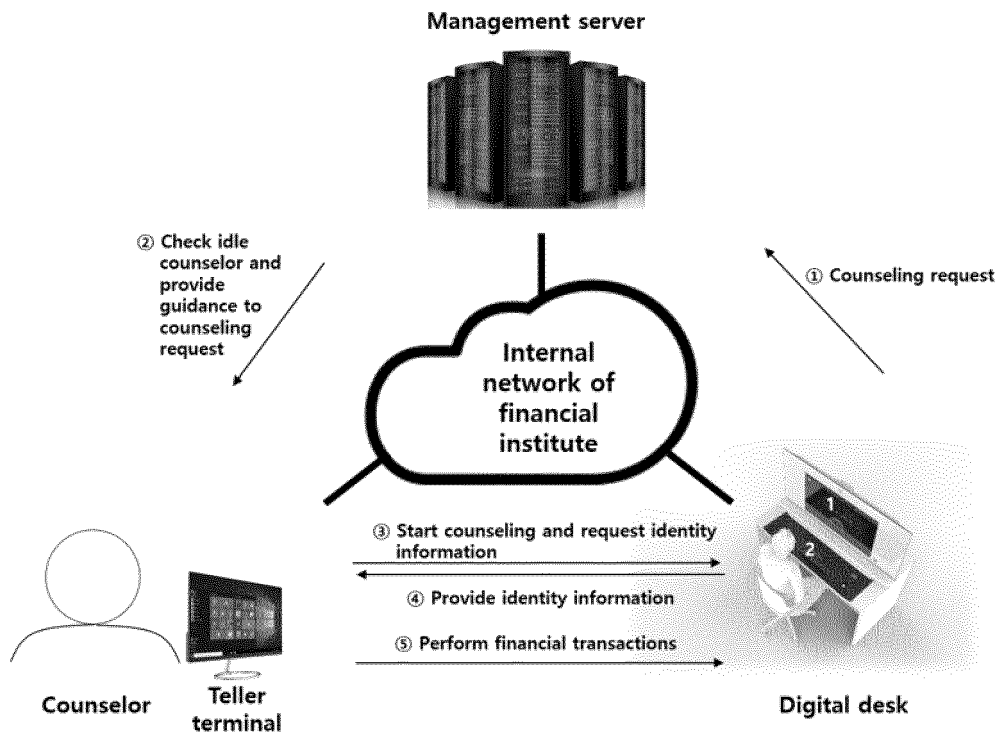 Management server
② Check idle
counselor and
provide
guidance to
counseling
request
① Counseling request
Internal
network of
financial
institute
1
2
③ Start counseling and request identity
information
④ Provide identity information
⑤ Perform financial transactions
Counselor
Teller
terminal
Digital desk